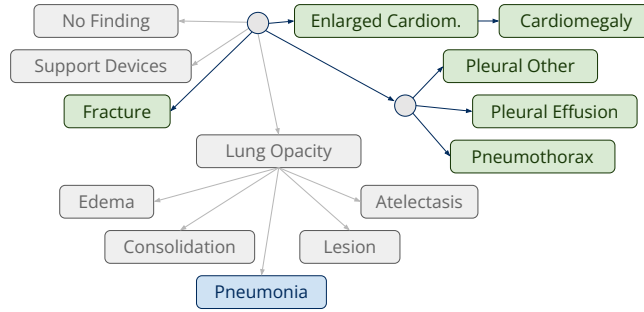 No Finding
Enlarged Cardiom.
Cardiomegaly
Support Devices
Pleural Other
Fracture
Pleural Effusion
Lung Opacity
Pneumothorax
Edema
Atelectasis
Consolidation
Lesion
Pneumonia